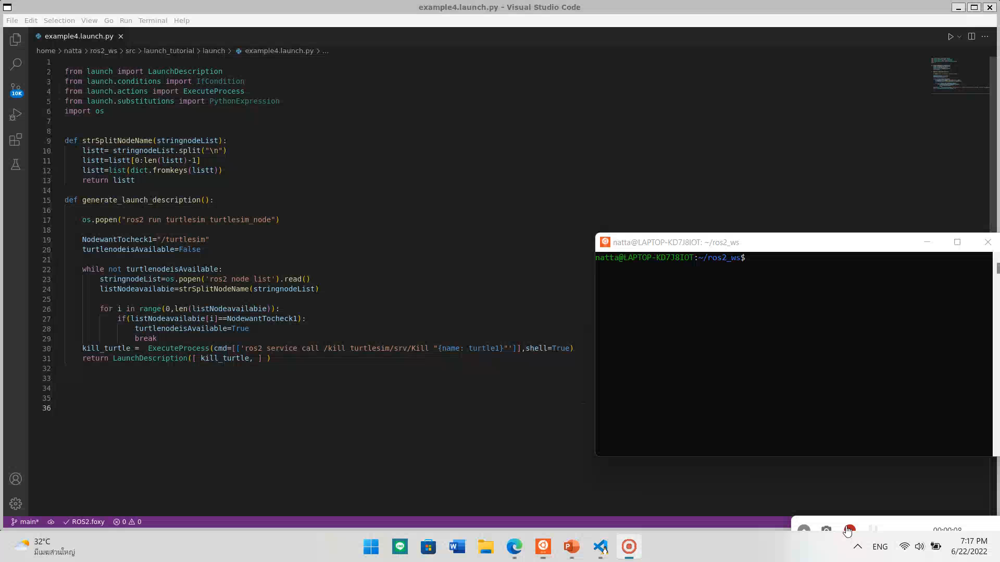 example4.launch.py - Visual Studio Code
File Edit Selection View Go Run Terminal Help
example4.launch.py
home > natta > ros2_ws > src > launch_tutorial > launch > example4.launch.py > ...
1
2 from launch import LaunchDescription
3 from launch.conditions import IfCondition
4 from launch.actions import ExecuteProcess
5 from launch.substitutions import PythonExpression
6 import os
7
8
9 def strSplitNodeName(stringnodeList):
10 listt= stringnodeList.split("\n")
11 listt=listt[0:len(listt)-1]
12 listt=list(dict.fromkeys(listt))
13 return listt
14
15 def generate_launch_description():
16
17 os.popen("ros2 run turtlesim turtlesim_node")
18
19 NodewantTocheck1="/turtlesim"
20 turtlenodeisAvailable=False
21
22 while not turtlenodeisAvailable:
23 stringnodeList=os.popen('ros2 node list').read()
24 listNodeavailabie=strSplitNodeName(stringnodeList)
25
26 for i in range(0,len(listNodeavailabie)):
27 if(listNodeavailabie[i]==NodewantTocheck1):
28 turtlenodeisAvailable=True
29 break
30 kill_turtle = ExecuteProcess(cmd=[['ros2 service call /kill turtlesim/srv/Kill "{name: turtle1}"']],shell=True)
31 return LaunchDescription([ kill_turtle, ] )
32
33
34
35
36
10K
natta@LAPTOP-KD7J8IOT: ~/ros2_ws
natta@LAPTOP-KD7J8IOT:~/ros2_ws$
main* ROS2.foxy 0 0
00:00:08
32°C
มีเมฆส่วนใหญ่
ENG
7:17 PM
6/22/2022